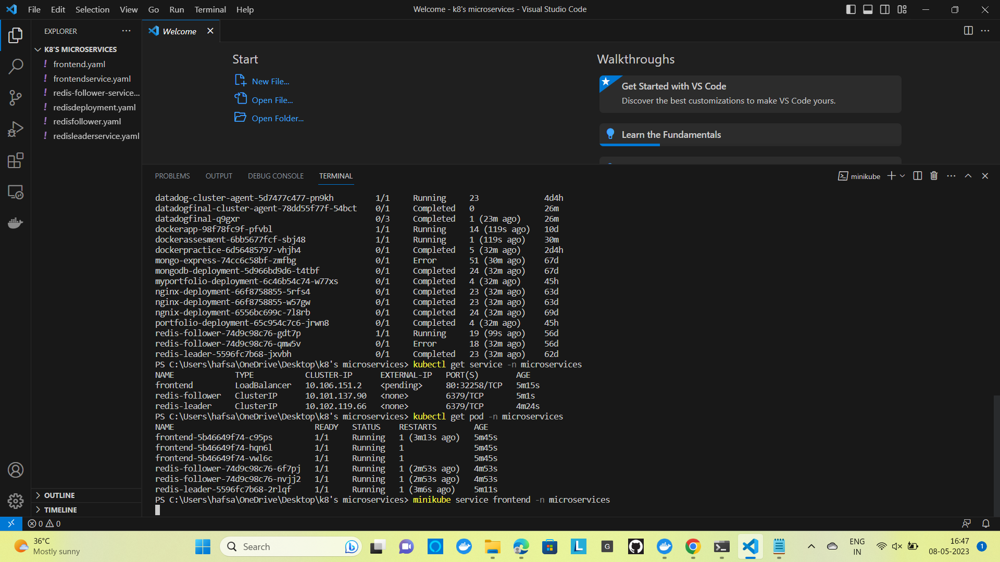 File Edit Selection View Go Run Terminal Help
Welcome - k8's microservices - Visual Studio Code
EXPLORER
Welcome
K8'S MICROSERVICES
! frontend.yaml
! frontendservice.yaml
! redis-follower-service...
! redisdeployment.yaml
! redisfollower.yaml
! redisleaderservice.yaml
Start
New File...
Open File...
Open Folder...
Walkthroughs
Get Started with VS Code
Discover the best customizations to make VS Code yours.
Learn the Fundamentals
PROBLEMS OUTPUT DEBUG CONSOLE TERMINAL
minikube
datadog-cluster-agent-5d7477c477-pn9kh 1/1 Running 23 4d4h
datadogfinal-cluster-agent-78dd55f77f-54bct 0/1 Completed 0 26m
datadogfinal-q9gxr 0/3 Completed 1 (23m ago) 26m
dockerapp-98f78fc9f-pfvbl 1/1 Running 14 (119s ago) 10d
dockerassesment-6bb5677fcf-sbj48 1/1 Running 1 (119s ago) 30m
dockerpractice-6d56485797-vhjh4 0/1 Completed 5 (32m ago) 2d4h
mongo-express-74cc6c58bf-zmfbg 0/1 Error 51 (30m ago) 67d
mongodb-deployment-5d966bd9d6-t4tbf 0/1 Completed 24 (32m ago) 67d
myportfolio-deployment-6c46b54c74-w77xs 0/1 Completed 4 (32m ago) 45h
nginx-deployment-66f8758855-5rfs4 0/1 Completed 23 (32m ago) 63d
nginx-deployment-66f8758855-w57gw 0/1 Completed 23 (32m ago) 63d
ngnix-deployment-6556bc699c-7l8rb 0/1 Completed 24 (32m ago) 69d
portfolio-deployment-65c954c7c6-jrwn8 0/1 Completed 4 (32m ago) 45h
redis-follower-74d9c98c76-gdt7p 1/1 Running 19 (99s ago) 56d
redis-follower-74d9c98c76-qmw5v 0/1 Error 18 (32m ago) 56d
redis-leader-5596fc7b68-jxvbh 0/1 Completed 23 (32m ago) 62d
PS C:\Users\hafsa\OneDrive\Desktop\k8's microservices> kubectl get service -n microservices
NAME TYPE CLUSTER-IP EXTERNAL-IP PORT(S) AGE
frontend LoadBalancer 10.106.151.2 <pending> 80:32258/TCP 5m15s
redis-follower ClusterIP 10.101.137.90 <none> 6379/TCP 5m1s
redis-leader ClusterIP 10.102.119.66 <none> 6379/TCP 4m24s
PS C:\Users\hafsa\OneDrive\Desktop\k8's microservices> kubectl get pod -n microservices
NAME READY STATUS RESTARTS AGE
frontend-5b46649f74-c95ps 1/1 Running 1 (3m13s ago) 5m45s
frontend-5b46649f74-hqn6l 1/1 Running 1 5m45s
frontend-5b46649f74-vwl6c 1/1 Running 1 5m45s
redis-follower-74d9c98c76-6f7pj 1/1 Running 1 (2m53s ago) 4m53s
redis-follower-74d9c98c76-nvjj2 1/1 Running 1 (2m53s ago) 4m53s
redis-leader-5596fc7b68-2rlqf 1/1 Running 1 (3m6s ago) 5m11s
PS C:\Users\hafsa\OneDrive\Desktop\k8's microservices> minikube service frontend -n microservices
OUTLINE
TIMELINE
0 0
36°C
Mostly sunny
Search
L
G
ENG
IN
16:47
08-05-2023
1